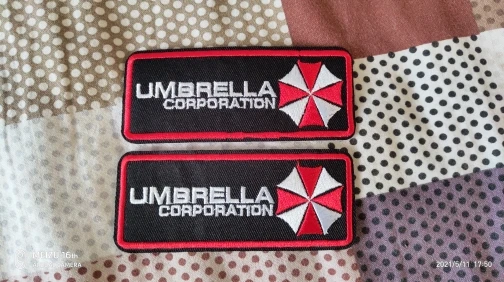 UMBRELLA
CORPORATION
UMBRELLA
CORPORATION
2021/5/11 17:50